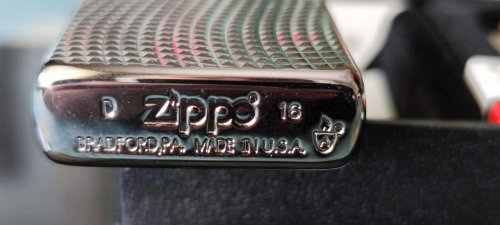 D Zippo 16
BRADFORD, PA. MADE IN U.S.A.